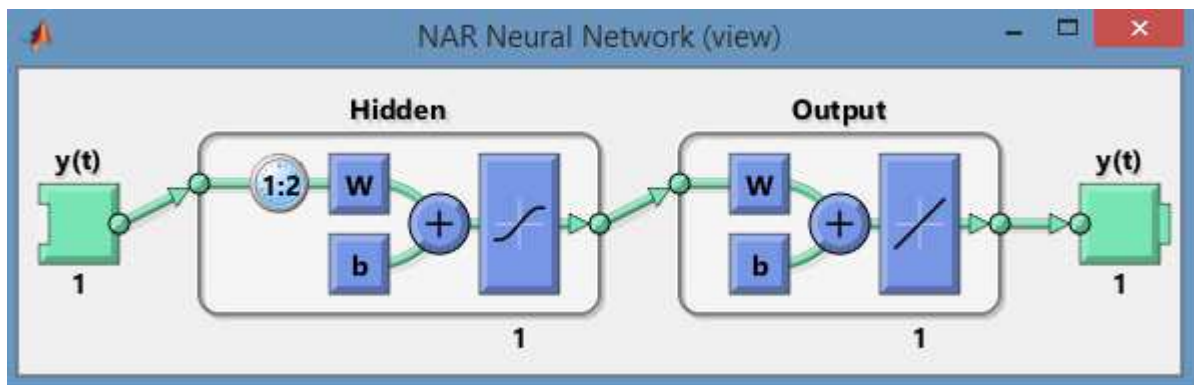 NAR Neural Network (view)
Hidden
Output
y(t)
y(t)
1:2
W
W
b
b
1
1
1
1